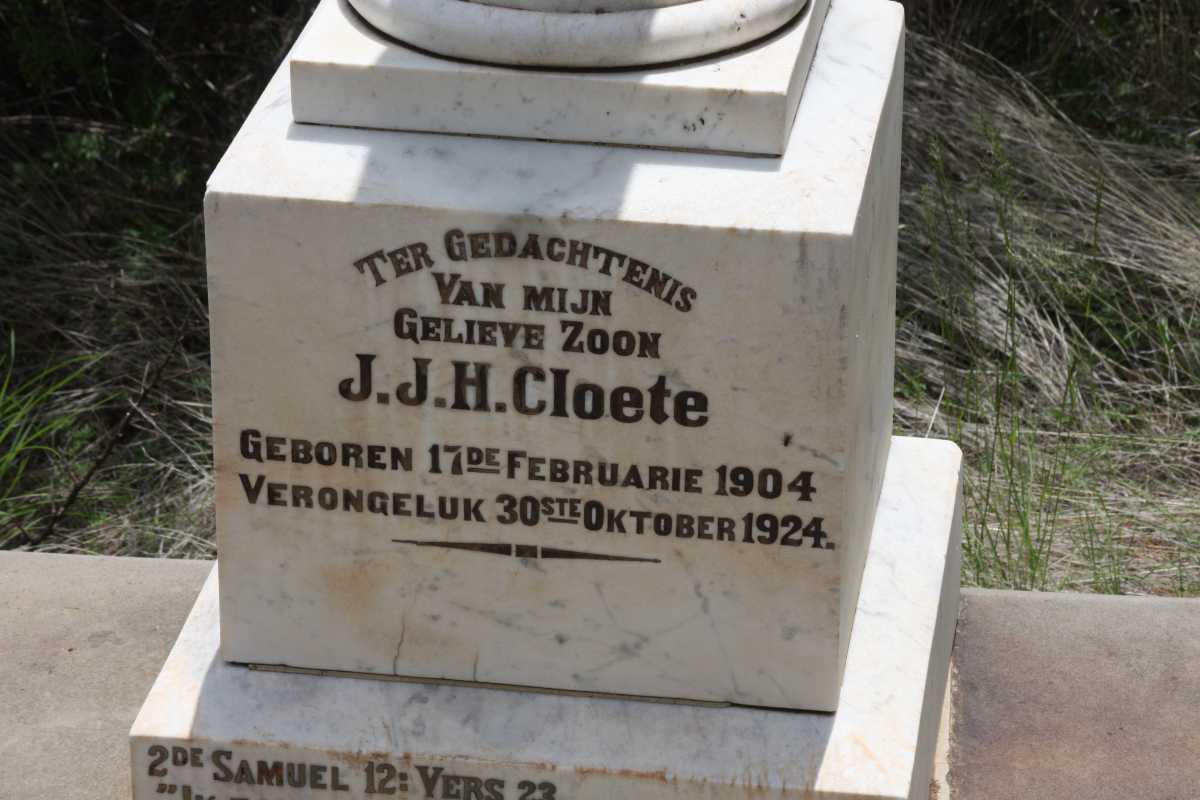 TER GEDACHTENIS
VAN MIJN
GELIEVE ZOON
J.J.H. Cloete
GEBOREN 17DE FEBRUARIE 1904
VERONGELUK 30STE OKTOBER 1924.
2DE SAMUEL 12: VERS 23